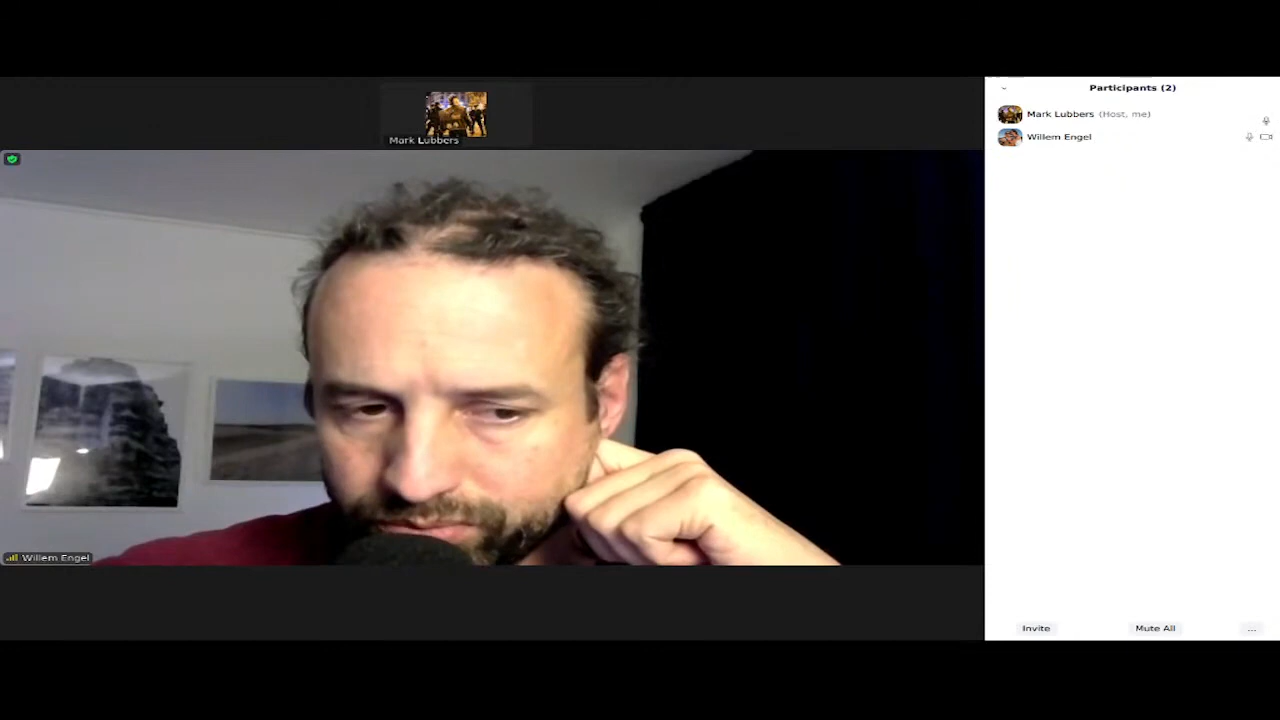 Mark Lubbers
Willem Engel
Participants (2)
Mark Lubbers (Host, me)
Willem Engel
Invite
Mute All
...